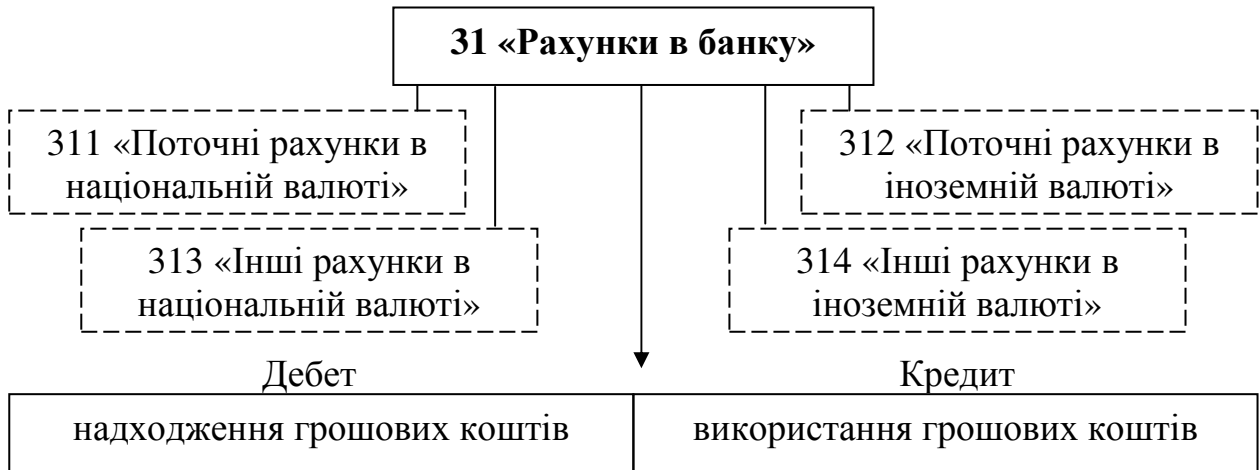 31 «Рахунки в банку»
311 «Поточні рахунки в
національній валюті»
312 «Поточні рахунки в
іноземній валюті»
313 «Інші рахунки в
національній валюті»
314 «Інші рахунки в
іноземній валюті»
Дебет
Кредит
надходження грошових коштів
використання грошових коштів